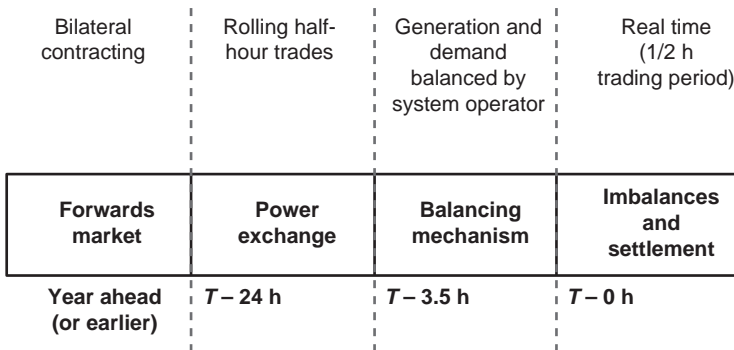 Bilateral
contracting
Rolling half-
hour trades
Generation and
demand
balanced by
system operator
Real time
(1/2 h
trading period)
Forwards
market
Power
exchange
Balancing
mechanism
Imbalances
and
settlement
Year ahead
(or earlier)
T – 24 h
T – 3.5 h
T – 0 h